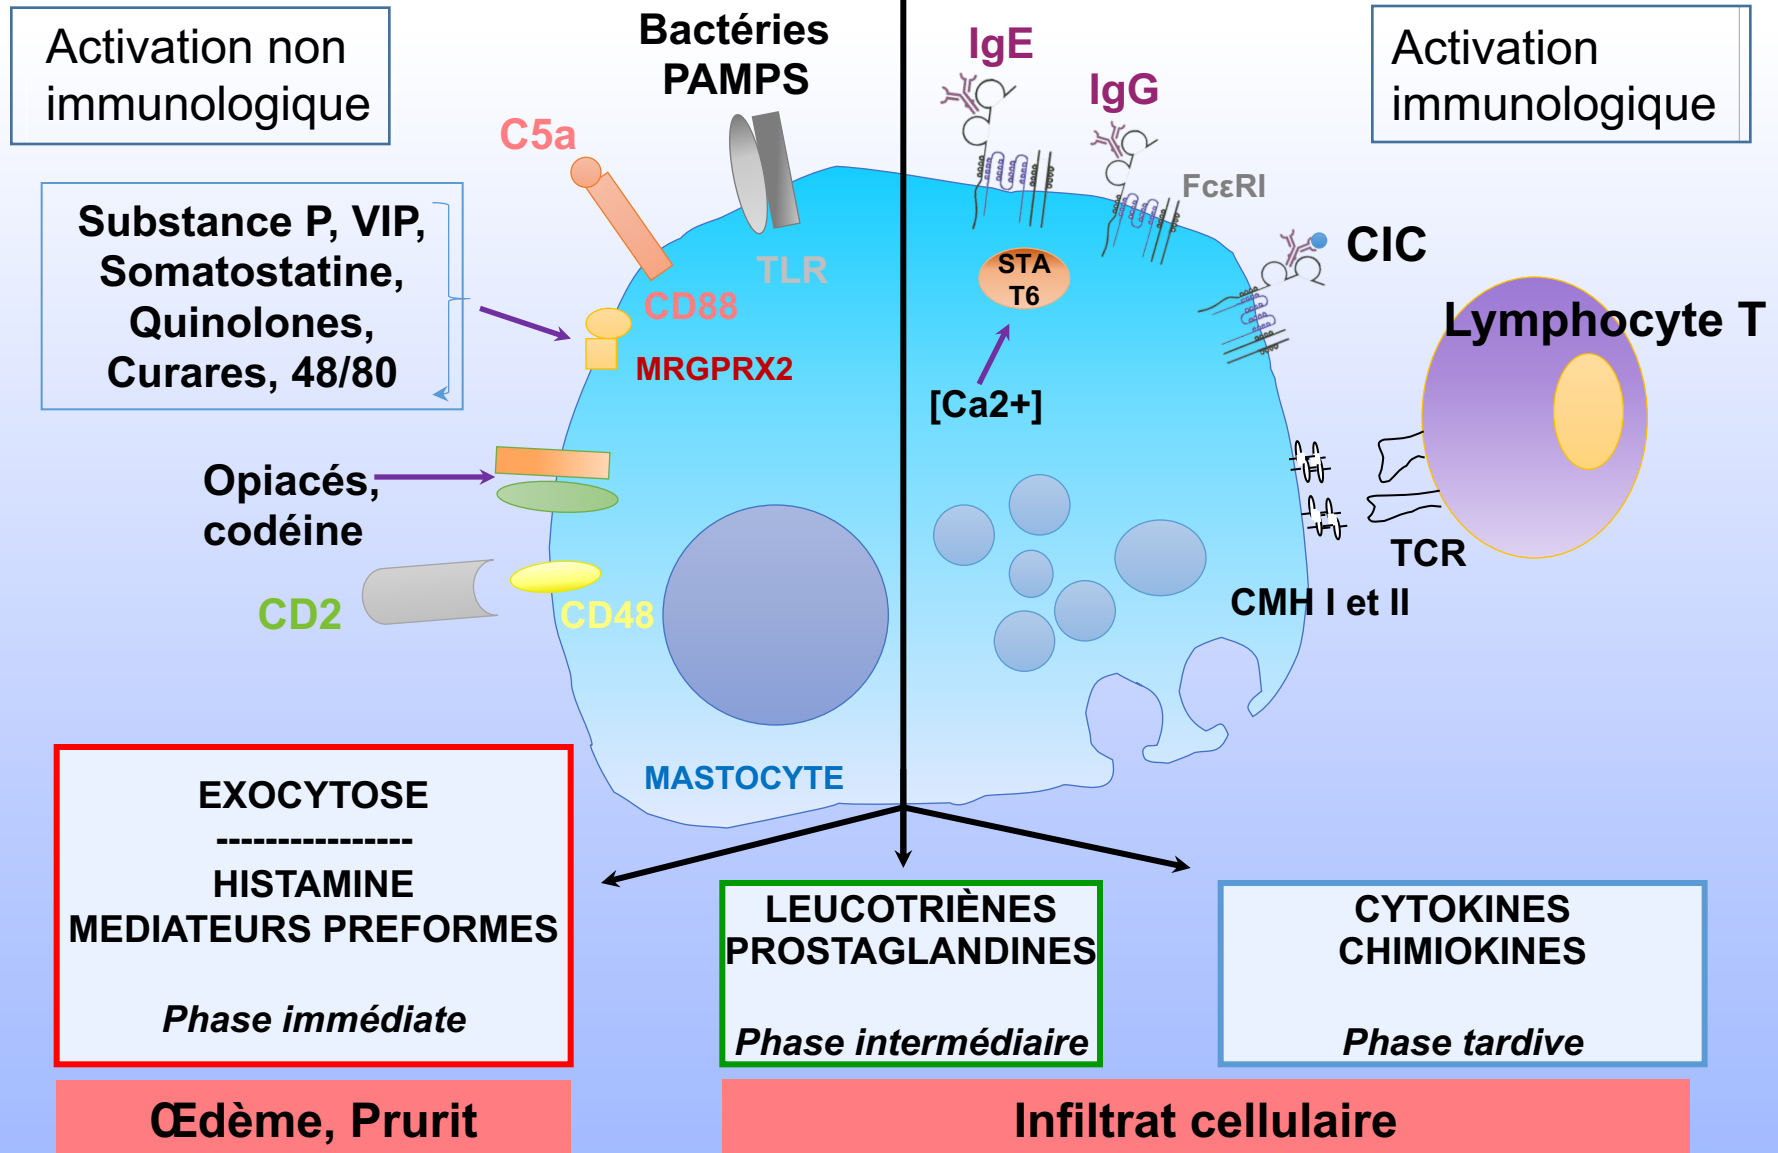 Activation non
immunologique
Bactéries
PAMPS
IgE
IgG
Activation
immunologique
C5a
FcεRI
Substance P, VIP,
Somatostatine,
Quinolones,
Curares, 48/80
CIC
TLR
STA
T6
CD88
Lymphocyte T
MRGPRX2
[Ca2+]
Opiacés,
codéine
TCR
CD2
CD48
CMH I et II
MASTOCYTE
EXOCYTOSE
----------------
HISTAMINE
MEDIATEURS PREFORMES
Phase immédiate
LEUCOTRIÈNES
PROSTAGLANDINES
Phase intermédiaire
CYTOKINES
CHIMIOKINES
Phase tardive
Œdème, Prurit
Infiltrat cellulaire